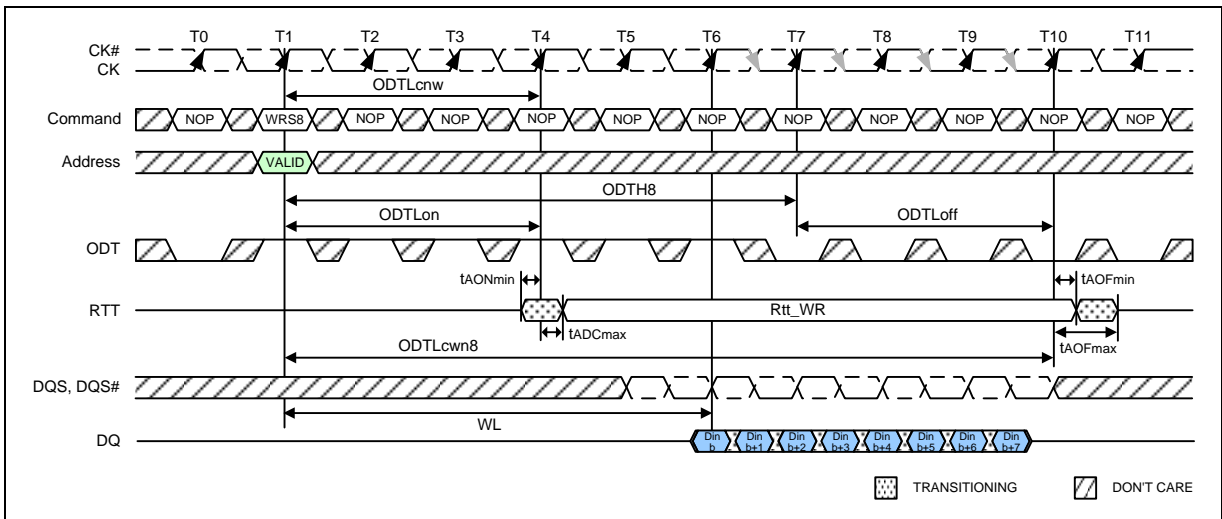 T0 T1 T2 T3 T4 T5 T6 T7 T8 T9 T10 T11
CK#
CK
ODTLcnw
Command NOP WRS8 NOP NOP NOP NOP NOP NOP NOP NOP NOP NOP
Address VALID
ODTH8
ODTLon ODTLoff
ODT
tAONmin tAOFmin
RTT Rtt_WR
tADCmax tAOFmax
ODTLcwn8
DQS, DQS#
WL
DQ Din b Din b+1 Din b+2 Din b+3 Din b+4 Din b+5 Din b+6 Din b+7
TRANSITIONING DON'T CARE